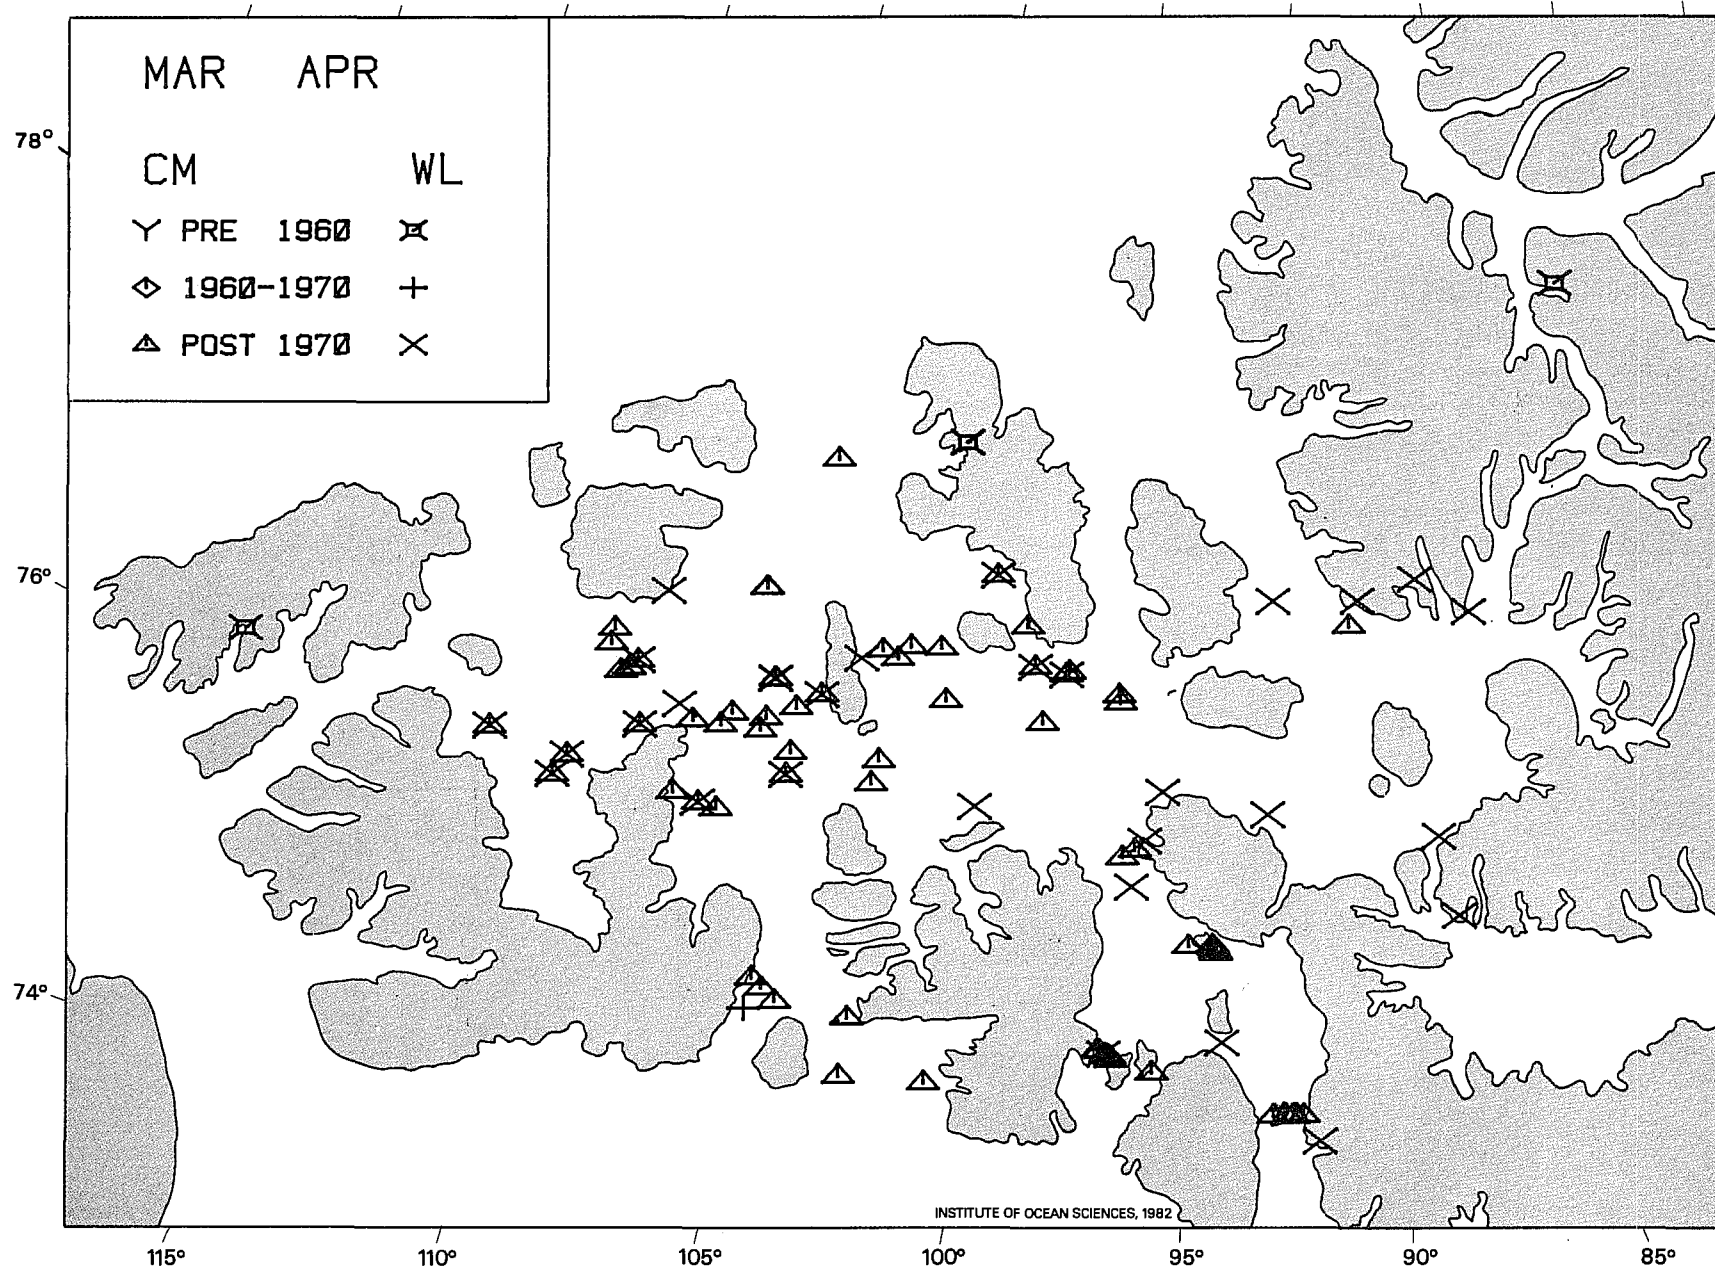 MAR APR
78°
CM WL
PRE 1960
1960-1970
POST 1970
76°
74°
INSTITUTE OF OCEAN SCIENCES, 1982
115° 110° 105° 100° 95° 90° 85°